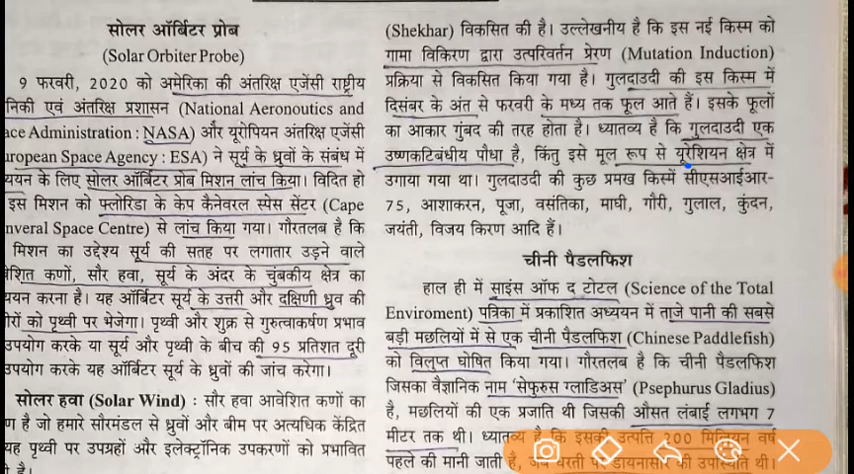 सोलर ऑर्बिटर प्रोब
(Solar Orbiter Probe)
9 फरवरी, 2020 को अमेरिका की अंतरिक्ष एजेंसी राष्ट्रीय
निकी एवं अंतरिक्ष प्रशासन (National Aeronoutics and
ace Administration : NASA) और यूरोपियन अंतरिक्ष एजेंसी
uropean Space Agency : ESA) ने सूर्य के ध्रुवों के संबंध में
ययन के लिए सोलर ऑर्बिटर प्रोब मिशन लांच किया। विदित हो
इस मिशन को फ्लोरिडा के केप कैनेवरल स्पेस सेंटर (Cape
nveral Space Centre) से लांच किया गया। गौरतलब है कि
मिशन का उद्देश्य सूर्य की सतह पर लगातार उड़ने वाले
वेशित कणों, सौर हवा, सूर्य के अंदर के चुंबकीय क्षेत्र का
ययन करना है। यह ऑर्बिटर सूर्य के उत्तरी और दक्षिणी ध्रुव की
ीरों को पृथ्वी पर भेजेगा। पृथ्वी और शुक्र से गुरुत्वाकर्षण प्रभाव
उपयोग करके या सूर्य और पृथ्वी के बीच की 95 प्रतिशत दूरी
उपयोग करके यह ऑर्बिटर सूर्य के ध्रुवों की जांच करेगा।
सोलर हवा (Solar Wind) : सौर हवा आवेशित कणों का
ण है जो हमारे सौरमंडल से ध्रुवों और बीम पर अत्यधिक केंद्रित
यह पृथ्वी पर उपग्रहों और इलेक्ट्रॉनिक उपकरणों को प्रभावित
है।
(Shekhar) विकसित की है। उल्लेखनीय है कि इस नई किस्म को
गामा विकिरण द्वारा उत्परिवर्तन प्रेरण (Mutation Induction)
प्रक्रिया से विकसित किया गया है। गुलदाउदी की इस किस्म में
दिसंबर के अंत से फरवरी के मध्य तक फूल आते हैं। इसके फूलों
का आकार गुंबद की तरह होता है। ध्यातव्य है कि गुलदाउदी एक
उष्णकटिबंधीय पौधा है, किंतु इसे मूल रूप से यूरेशियन क्षेत्र में
उगाया गया था। गुलदाउदी की कुछ प्रमख किस्में सीएसआईआर-
75, आशाकरन, पूजा, वसंतिका, माघी, गौरी, गुलाल, कुंदन,
जयंती, विजय किरण आदि हैं।
चीनी पैडलफिश
हाल ही में साइंस ऑफ द टोटल (Science of the Total
Enviroment) पत्रिका में प्रकाशित अध्ययन में ताजे पानी की सबसे
बड़ी मछलियों में से एक चीनी पैडलफिश (Chinese Paddlefish)
को विलुप्त घोषित किया गया। गौरतलब है कि चीनी पैडलफिश
जिसका वैज्ञानिक नाम 'सेफुरुस ग्लाडिअस' (Psephurus Gladius)
है, मछलियों की एक प्रजाति थी जिसकी औसत लंबाई लगभग 7
मीटर तक थी। ध्यातव्य है कि इसकी उत्पत्ति 200 मिलियन वर्ष
पहले की मानी जाती है, धरती पर डायनासोर की उपस्थिति थी।